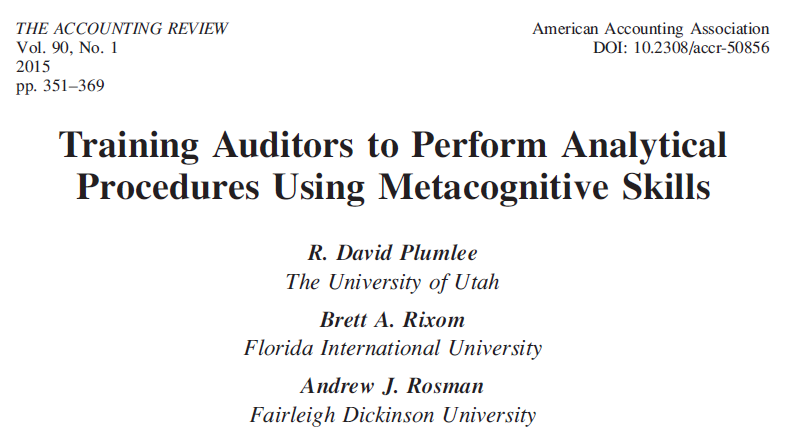 THE ACCOUNTING REVIEW
Vol. 90, No. 1
2015
pp. 351–369
American Accounting Association
DOI: 10.2308/accr-50856
Training Auditors to Perform Analytical
Procedures Using Metacognitive Skills
R. David Plumlee
The University of Utah
Brett A. Rixom
Florida International University
Andrew J. Rosman
Fairleigh Dickinson University